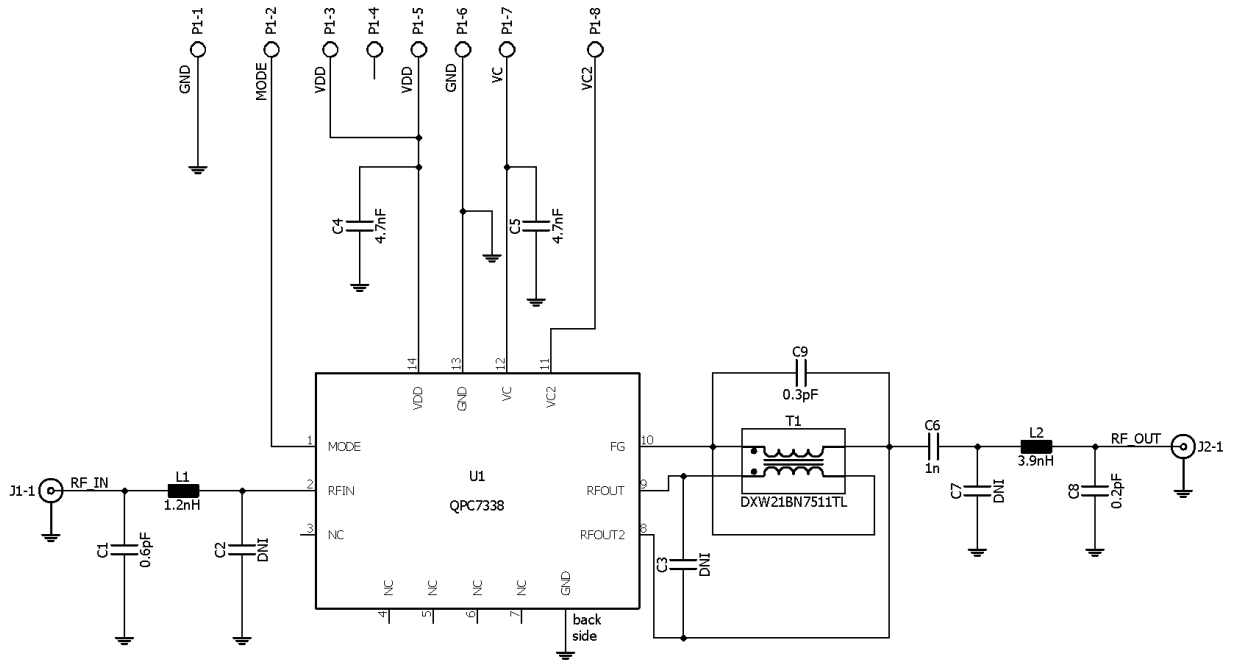 P1-1
P1-2
P1-3
P1-4
P1-5
P1-6
P1-7
P1-8
GND
MODE
VDD
VDD
GND
VC
VC2
C4
4.7nF
C5
4.7nF
14
13
12
11
VDD
GND
VC
VC2
C9
0.3pF
1
MODE
FG
10
T1
C6
1n
L2
3.9nH
RF_OUT
J2-1
J1-1
RF_IN
L1
1.2nH
2
RFIN
U1
QPC7338
RFOUT
9
DXW21BN7511TL
C7
DNI
C8
0.2pF
3
NC
RFOUT2
8
C1
0.6pF
C2
DNI
C3
DNI
NC
NC
NC
NC
GND
4
5
6
7
back
side